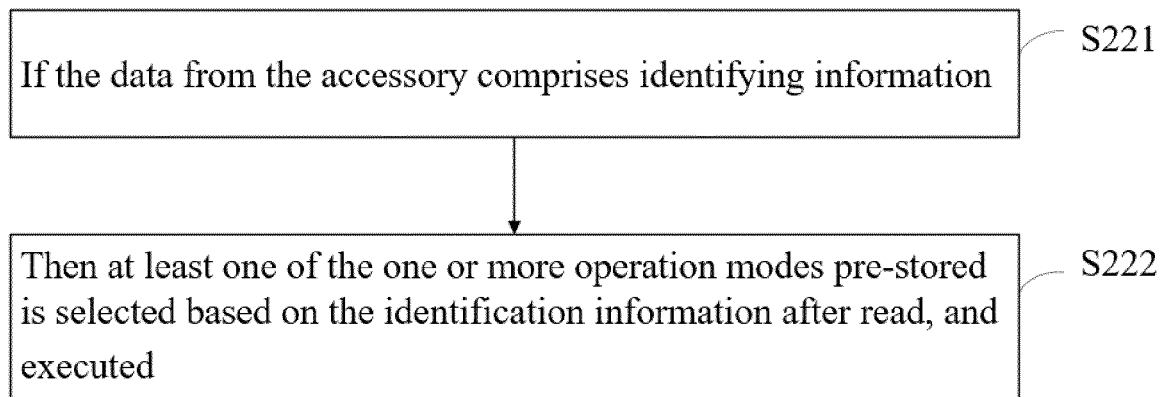 If the data from the accessory comprises identifying information
S221
Then at least one of the one or more operation modes pre-stored
is selected based on the identification information after read, and
executed
S222